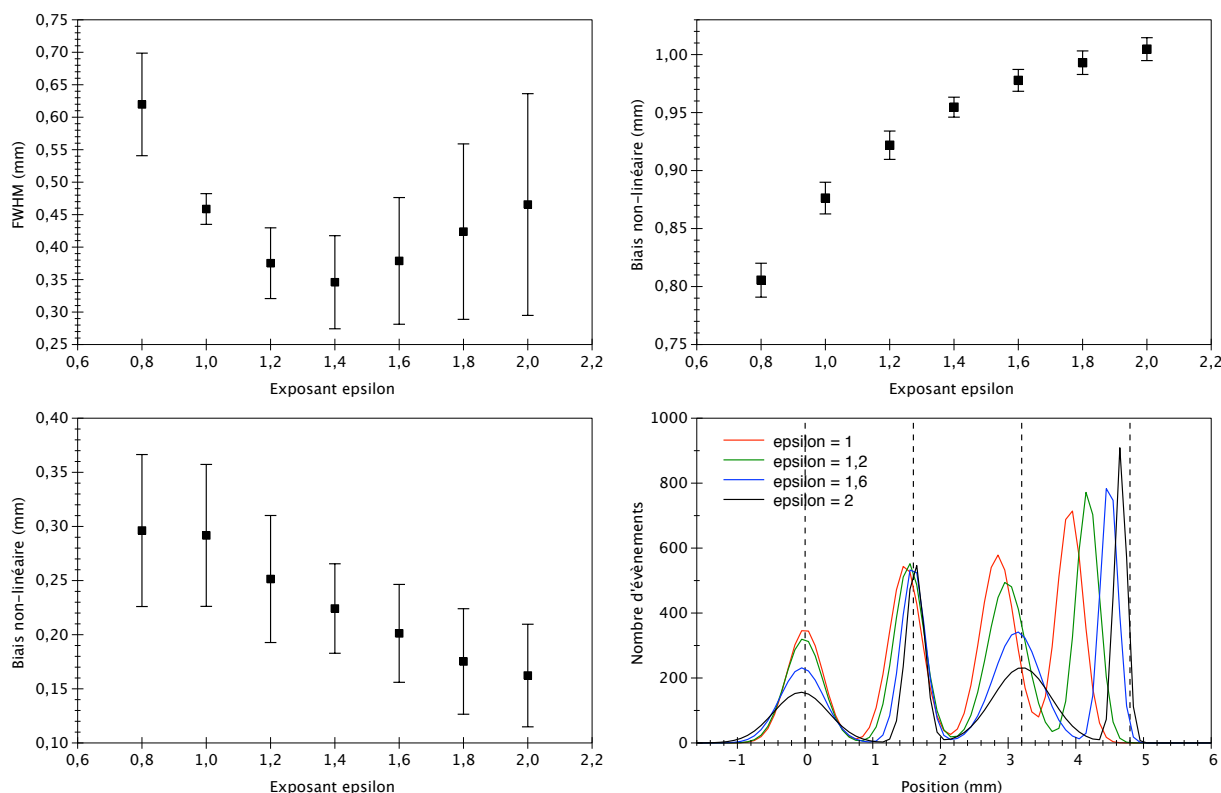 FWHM (mm)
0,75
0,70
0,65
0,60
0,55
0,50
0,45
0,40
0,35
0,30
0,25
0,6 0,8 1,0 1,2 1,4 1,6 1,8 2,0 2,2
Exposant epsilon
Biais non-linéaire (mm)
1,00
0,95
0,90
0,85
0,80
0,75
0,6 0,8 1,0 1,2 1,4 1,6 1,8 2,0 2,2
Exposant epsilon
Biais non-linéaire (mm)
0,40
0,35
0,30
0,25
0,20
0,15
0,10
0,6 0,8 1,0 1,2 1,4 1,6 1,8 2,0 2,2
Exposant epsilon
Nombre d'évènements
1000
800
600
400
200
0
epsilon = 1
epsilon = 1,2
epsilon = 1,6
epsilon = 2
−1 0 1 2 3 4 5 6
Position (mm)